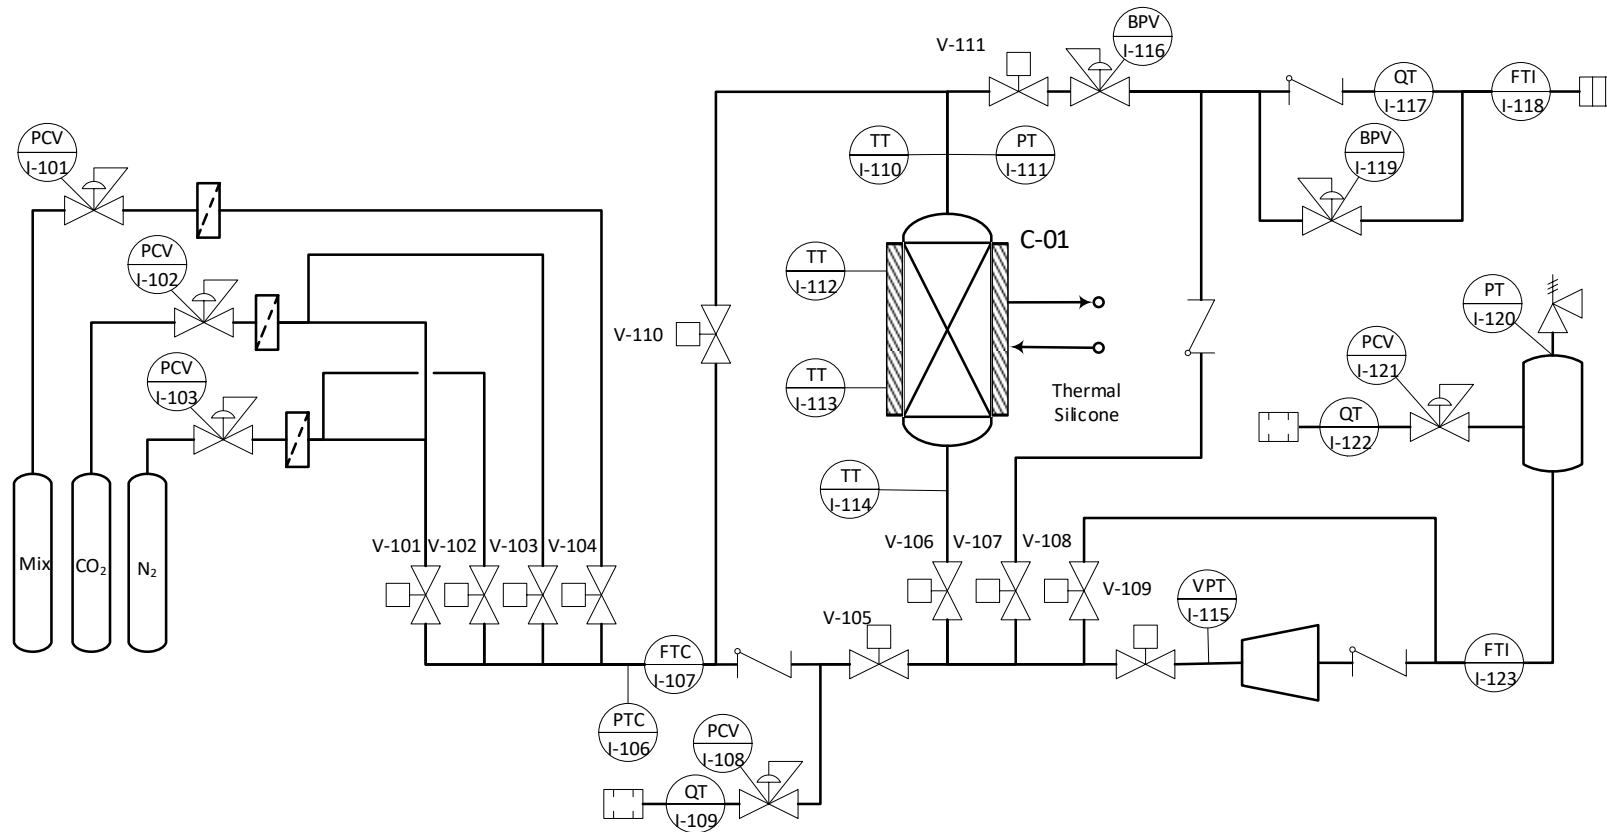 BPV
I-116
V-111
QT
I-117
FTI
I-118
PCV
I-101
TT
I-110
PT
I-111
BPV
I-119
C-01
PCV
I-102
TT
I-112
PT
I-120
V-110
PCV
I-103
TT
I-113
Thermal
Silicone
PCV
I-121
QT
I-122
TT
I-114
Mix
CO₂
N₂
V-101
V-102
V-103
V-104
V-106
V-107
V-108
V-109
VPT
I-115
V-105
FTC
I-107
FTI
I-123
PTC
I-106
PCV
I-108
QT
I-109